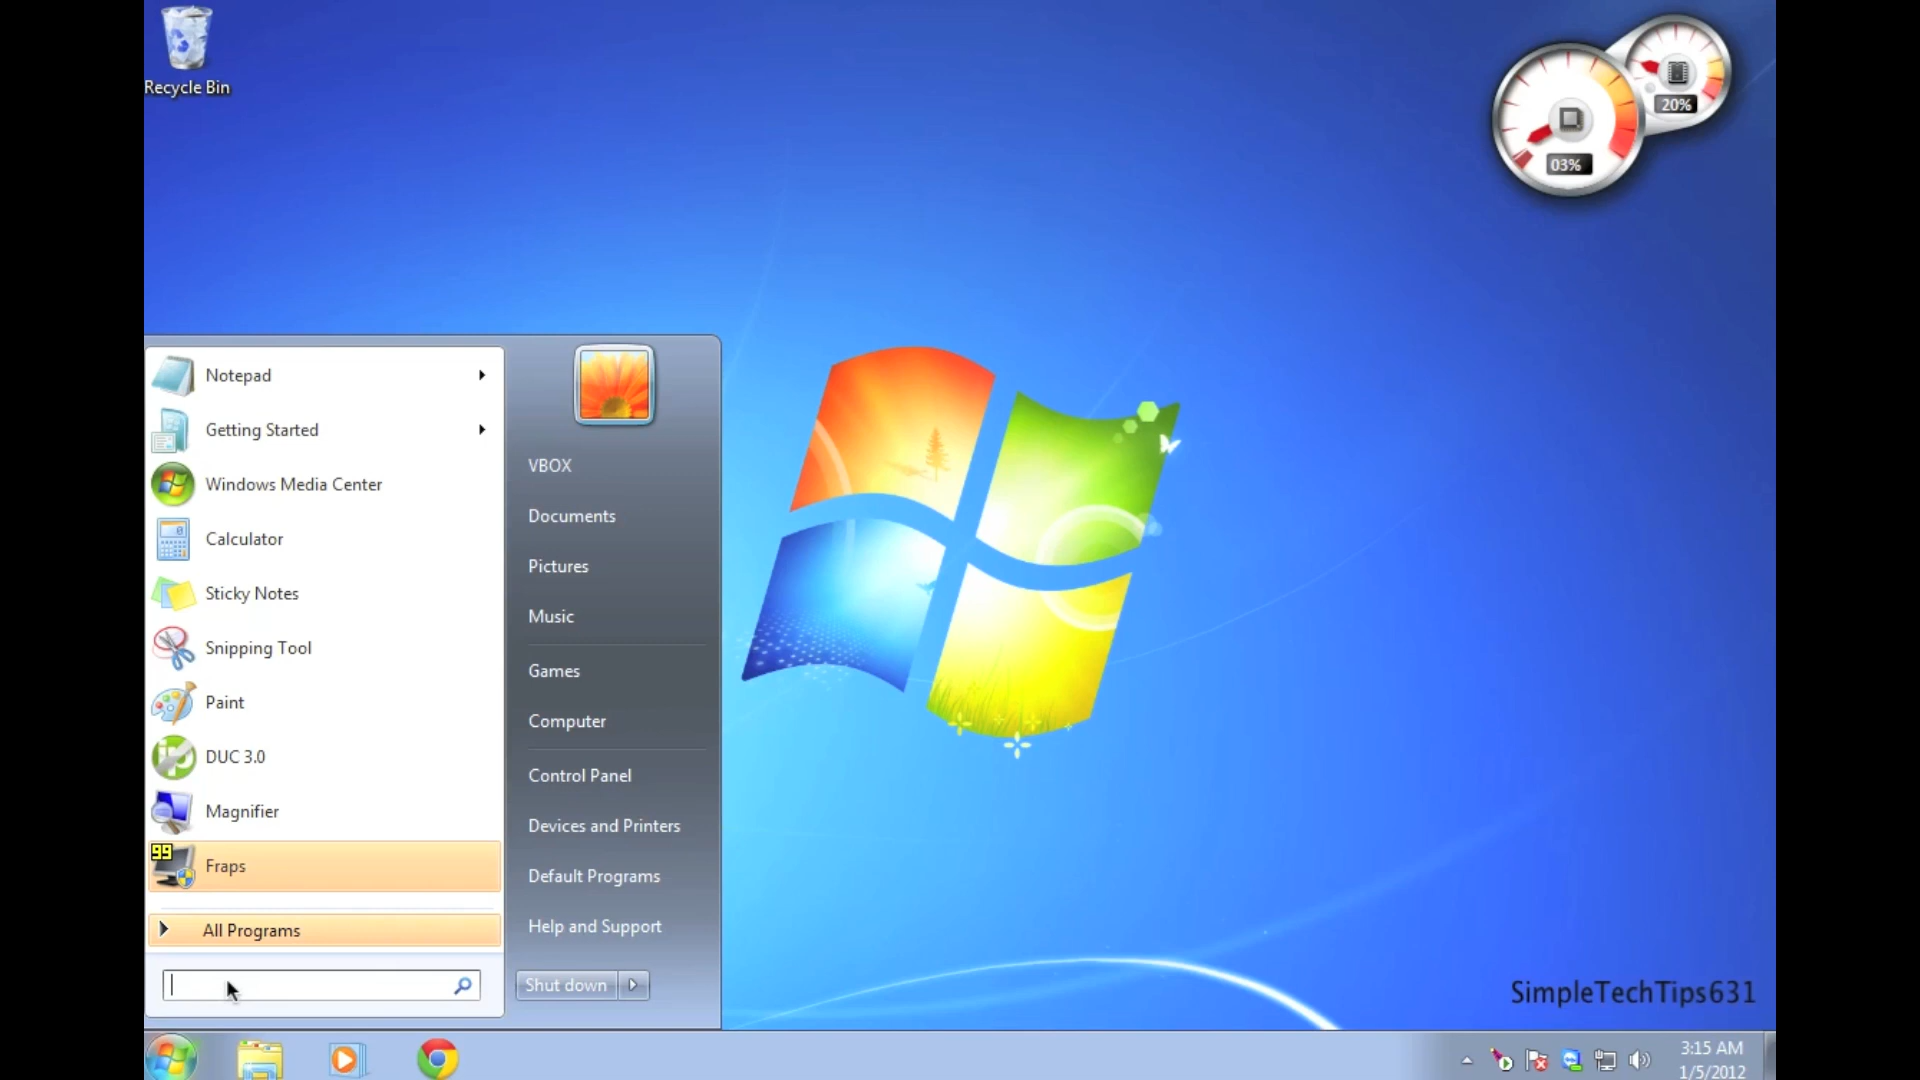 Recycle Bin
20%
03%
Notepad
Getting Started
Windows Media Center
Calculator
Sticky Notes
Snipping Tool
Paint
DUC 3.0
Magnifier
99
Fraps
All Programs
VBOX
Documents
Pictures
Music
Games
Computer
Control Panel
Devices and Printers
Default Programs
Help and Support
Shut down
SimpleTechTips631
3:15 AM
1/5/2012